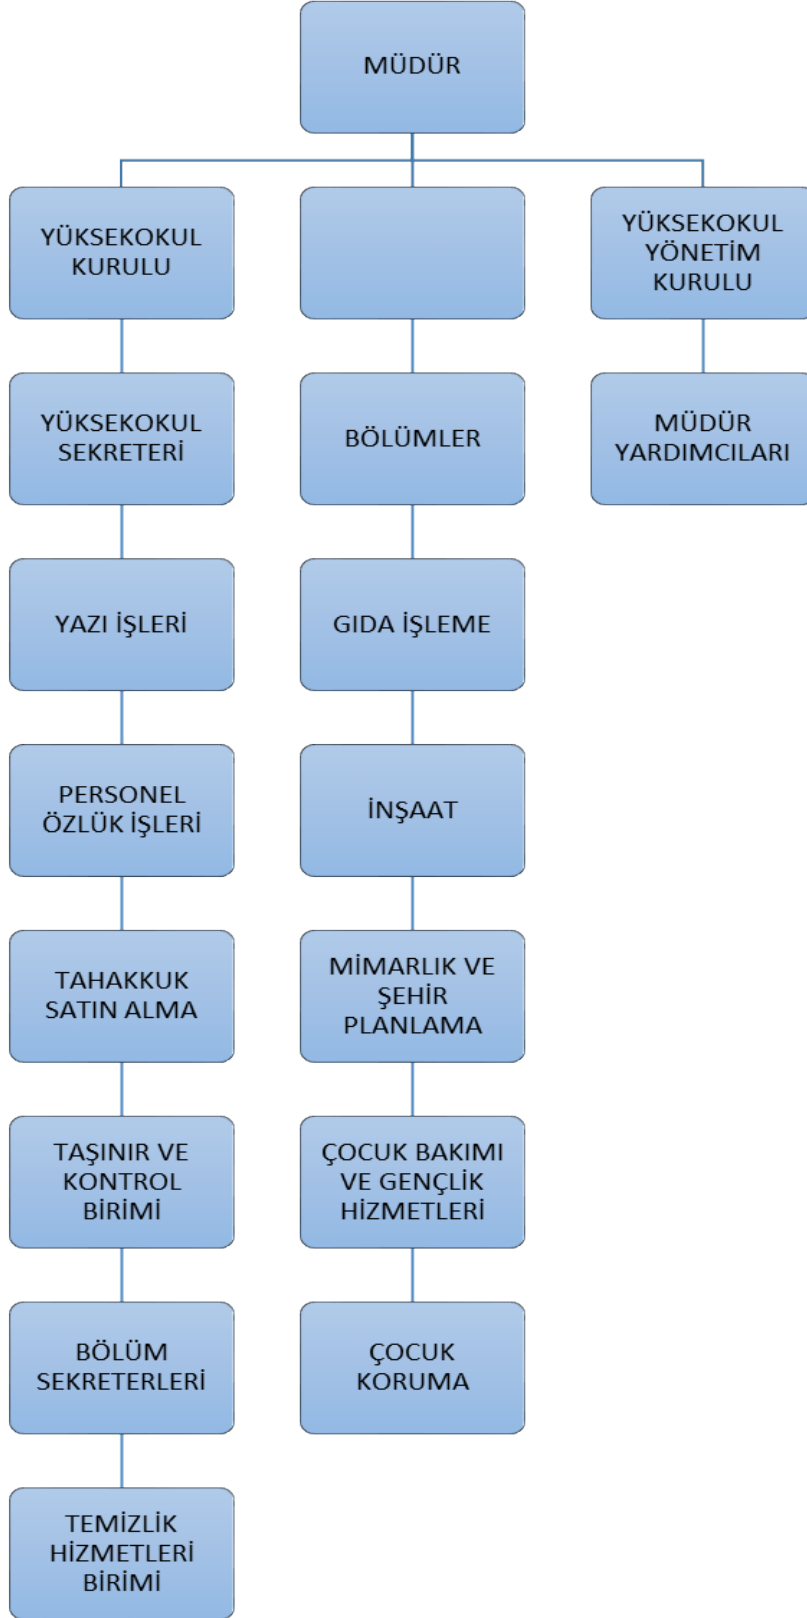 MÜDÜR
YÜKSEKOKUL
KURULU
YÜKSEKOKUL
YÖNETİM
KURULU
YÜKSEKOKUL
SEKRETERİ
BÖLÜMLER
MÜDÜR
YARDIMCILARI
YAZI İŞLERİ
GIDA İŞLEME
PERSONEL
ÖZLÜK İŞLERİ
İNŞAAT
TAHAKKUK
SATIN ALMA
MİMARLIK VE
ŞEHİR
PLANLAMA
TAŞINIR VE
KONTROL
BİRİMİ
ÇOCUK BAKIMI
VE GENÇLİK
HİZMETLERİ
BÖLÜM
SEKRETERLERİ
ÇOCUK
KORUMA
TEMİZLİK
HİZMETLERİ
BİRİMİ